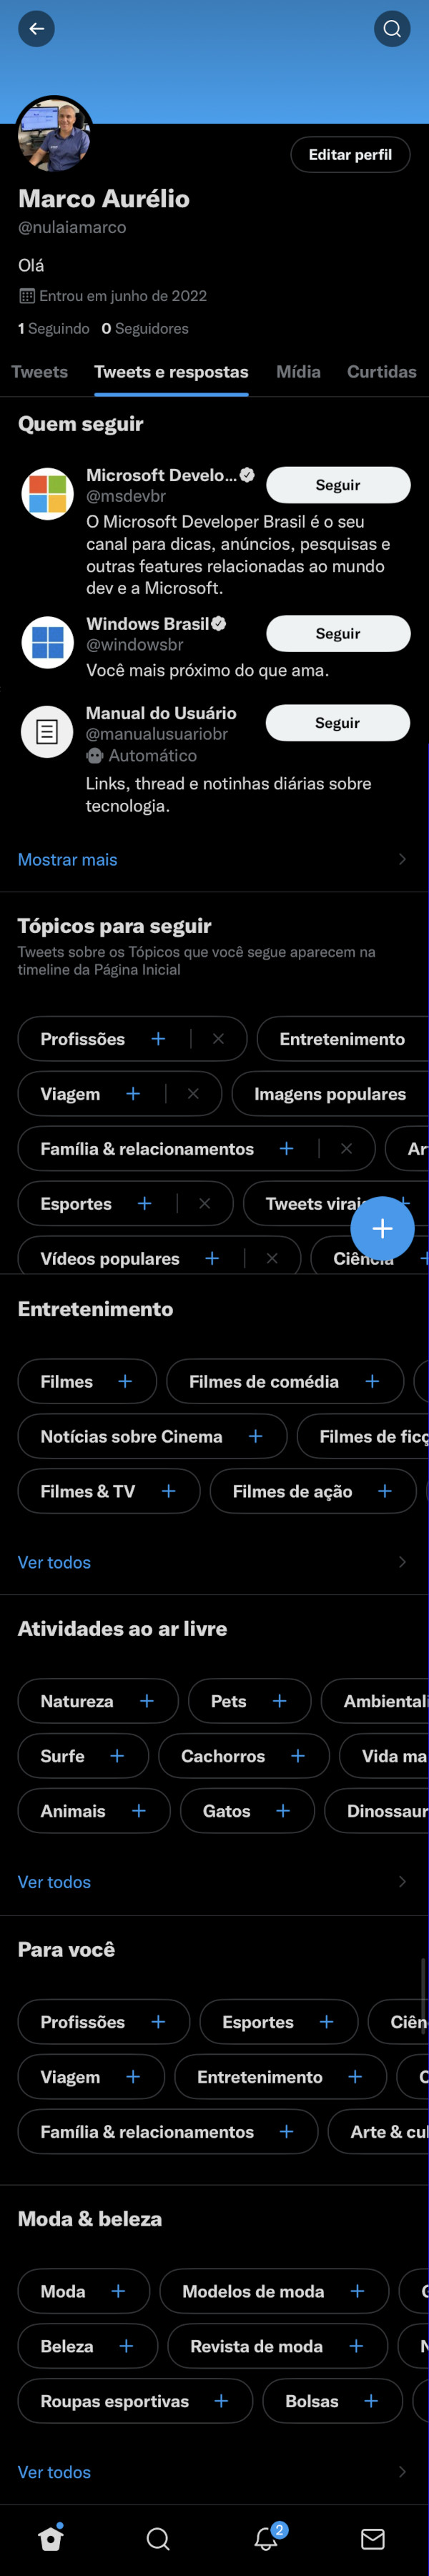 Editar perfil
Marco Aurélio
@nulaiamarco
Olá
Entrou em junho de 2022
1 Seguindo 0 Seguidores
Tweets Tweets e respostas Mídia Curtidas
Quem seguir
Microsoft Develo... Seguir
@msdevbr
O Microsoft Developer Brasil é o seu
canal para dicas, anúncios, pesquisas e
outras features relacionadas ao mundo
dev e a Microsoft.
Windows Brasil Seguir
@windowsbr
Você mais próximo do que ama.
Manual do Usuário Seguir
@manualusuariobr
Automático
Links, thread e notinhas diárias sobre
tecnologia.
Mostrar mais
Tópicos para seguir
Tweets sobre os Tópicos que você segue aparecem na
timeline da Página Inicial
Profissões Entretenimento
Viagem Imagens populares
Família & relacionamentos Ar
Esportes Tweets virais
Vídeos populares Ciência
Entretenimento
Filmes Filmes de comédia
Notícias sobre Cinema Filmes de ficç
Filmes & TV Filmes de ação
Ver todos
Atividades ao ar livre
Natureza Pets Ambientali
Surfe Cachorros Vida ma
Animais Gatos Dinossaur
Ver todos
Para você
Profissões Esportes Ciên
Viagem Entretenimento C
Família & relacionamentos Arte & cul
Moda & beleza
Moda Modelos de moda
Beleza Revista de moda N
Roupas esportivas Bolsas
Ver todos
2